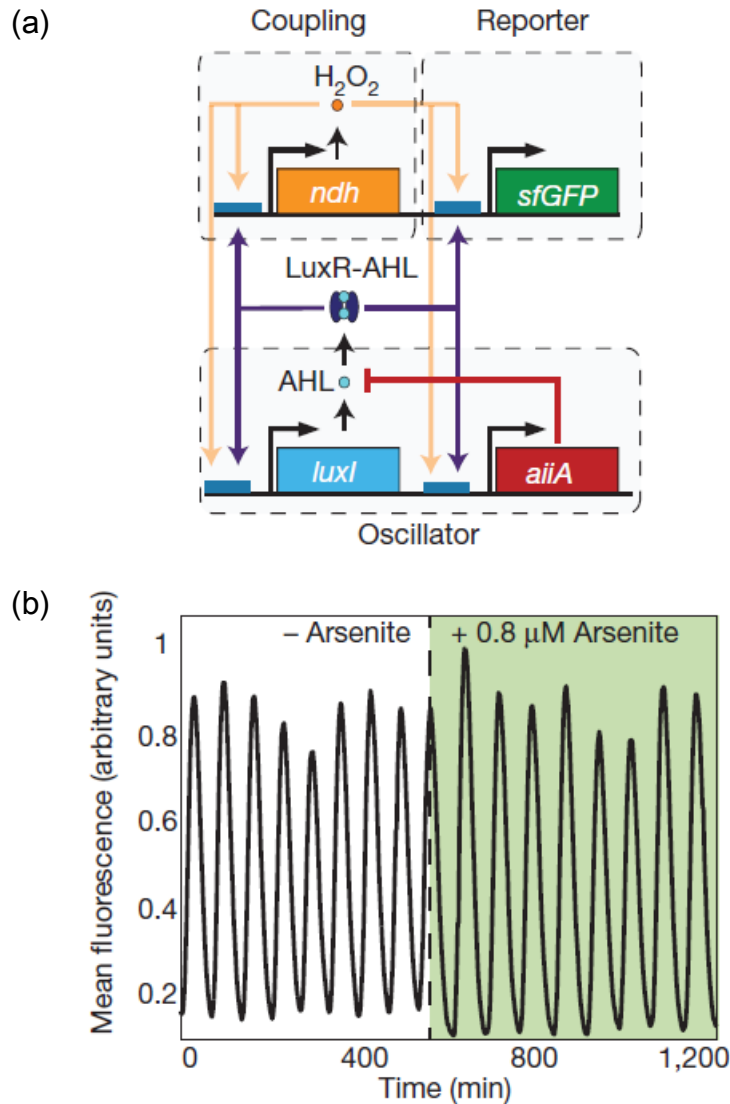 (a)
Coupling Reporter
H₂O₂
ndh sfGFP
LuxR-AHL
AHL
luxI aiiA
Oscillator
(b)
Mean fluorescence (arbitrary units)
– Arsenite + 0.8 μM Arsenite
1
0.8
0.6
0.4
0.2
0 400 800 1,200
Time (min)